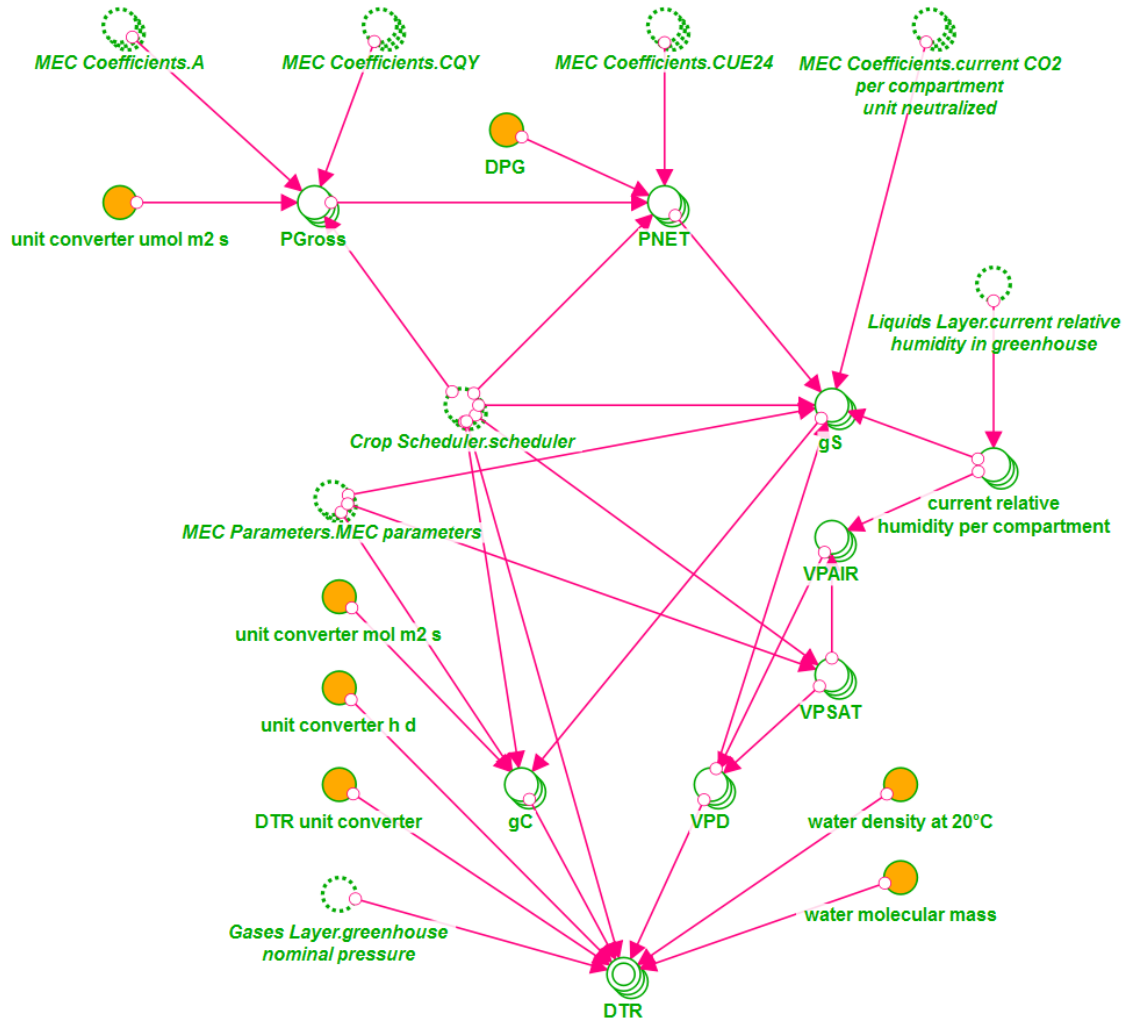 MEC Coefficients.A
MEC Coefficients.CQY
MEC Coefficients.CUE24
MEC Coefficients.current CO2
per compartment
unit neutralized
DPG
unit converter umol m2 s
PGross
PNET
Liquids Layer.current relative
humidity in greenhouse
Crop Scheduler.scheduler
gS
current relative
humidity per compartment
MEC Parameters.MEC parameters
VPAIR
unit converter mol m2 s
VPSAT
unit converter h d
DTR unit converter
gC
VPD
water density at 20°C
water molecular mass
Gases Layer.greenhouse
nominal pressure
DTR